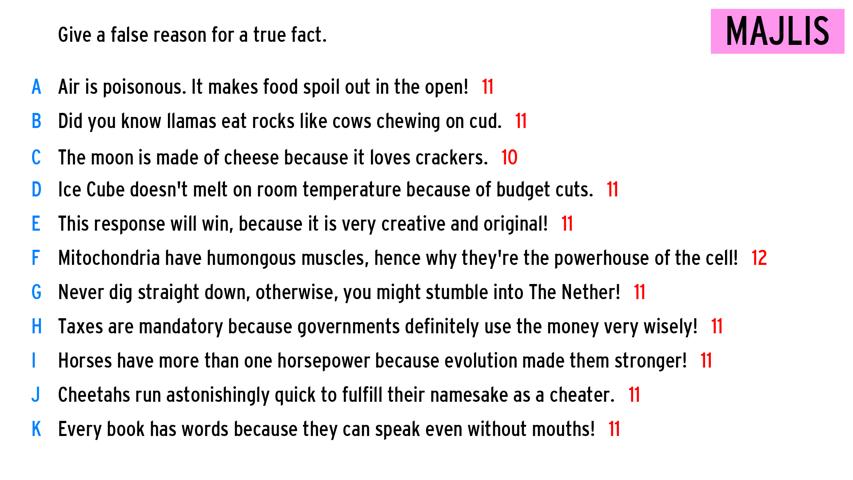 Give a false reason for a true fact.
MAJLIS
A Air is poisonous. It makes food spoil out in the open! 11
B Did you know llamas eat rocks like cows chewing on cud. 11
C The moon is made of cheese because it loves crackers. 10
D Ice Cube doesn't melt on room temperature because of budget cuts. 11
E This response will win, because it is very creative and original! 11
F Mitochondria have humongous muscles, hence why they're the powerhouse of the cell! 12
G Never dig straight down, otherwise, you might stumble into The Nether! 11
H Taxes are mandatory because governments definitely use the money very wisely! 11
I Horses have more than one horsepower because evolution made them stronger! 11
J Cheetahs run astonishingly quick to fulfill their namesake as a cheater. 11
K Every book has words because they can speak even without mouths! 11